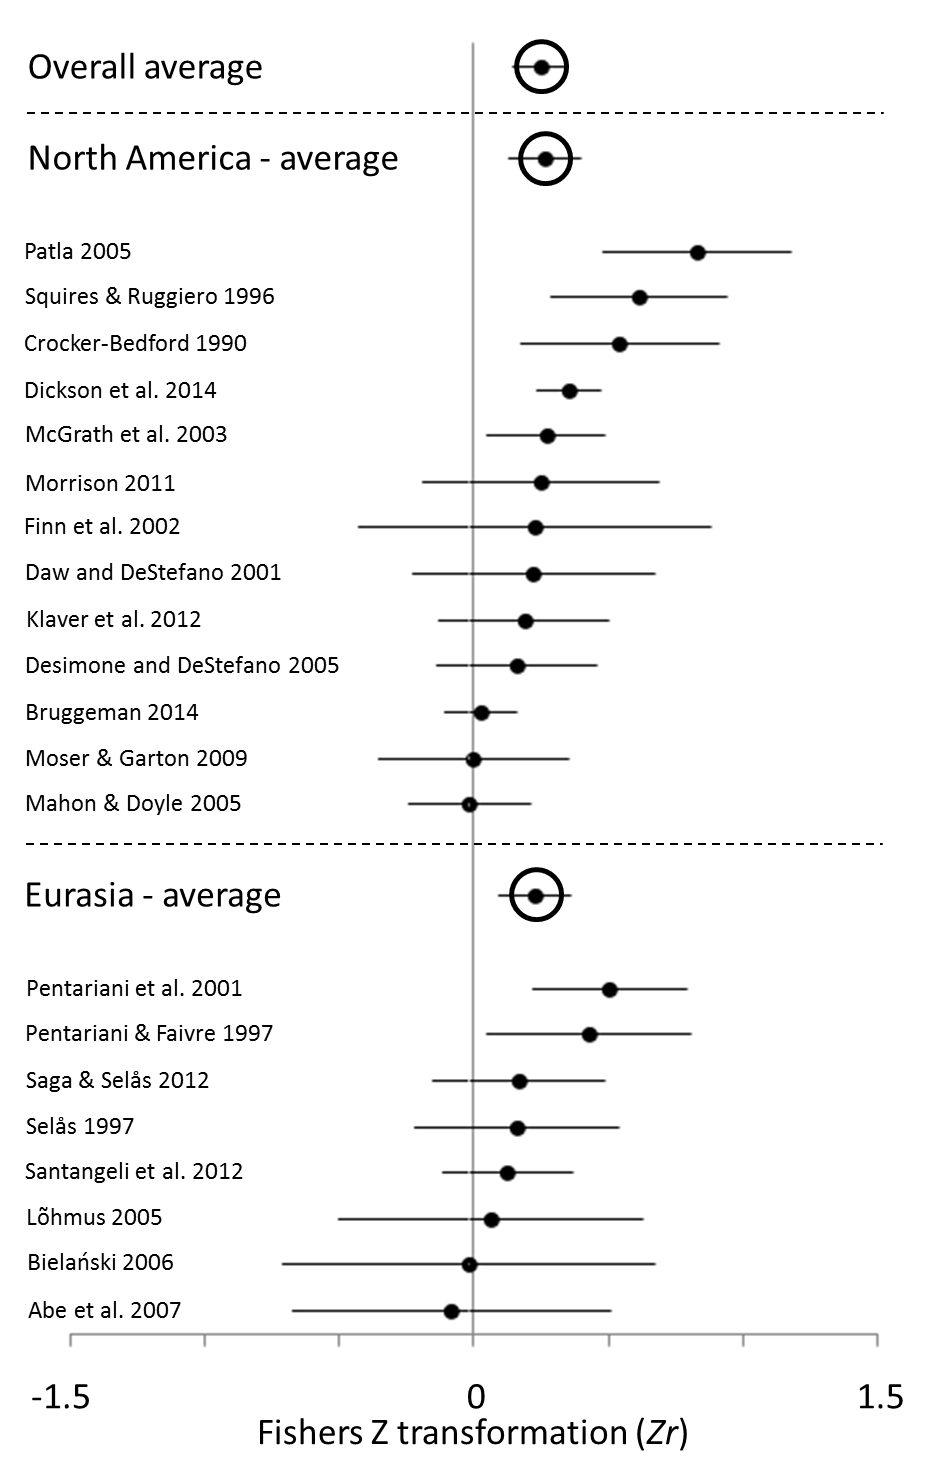 Overall average
North America - average
Patla 2005
Squires & Ruggiero 1996
Crocker-Bedford 1990
Dickson et al. 2014
McGrath et al. 2003
Morrison 2011
Finn et al. 2002
Daw and DeStefano 2001
Klaver et al. 2012
Desimone and DeStefano 2005
Bruggeman 2014
Moser & Garton 2009
Mahon & Doyle 2005
Eurasia - average
Pentariani et al. 2001
Pentariani & Faivre 1997
Saga & Selås 2012
Selås 1997
Santangeli et al. 2012
Lõhmus 2005
Bielański 2006
Abe et al. 2007
-1.5 0 1.5
Fishers Z transformation (Zr)